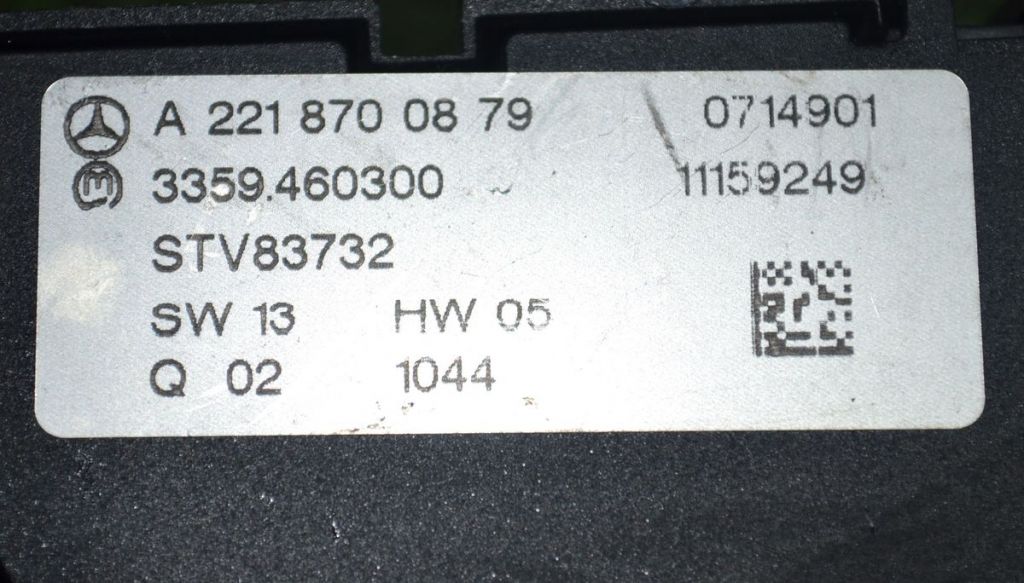 A 221 870 08 79 0714901
3359.460300 11159249
STV83732
SW 13 HW 05
Q 02 1044